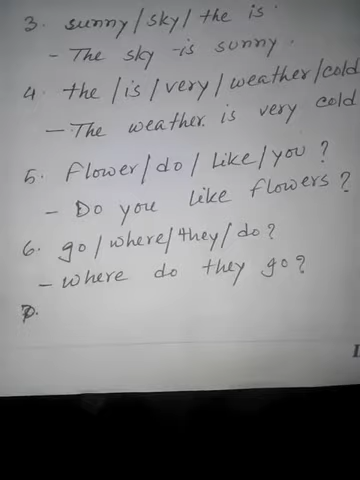 3. sunny/sky/the is
- The sky is sunny.
4. the/is/very/weather/cold
- The weather is very cold
5. Flower/do/Like/you?
- Do you like flowers?
6. go/where/they/do?
- where do they go?
7.